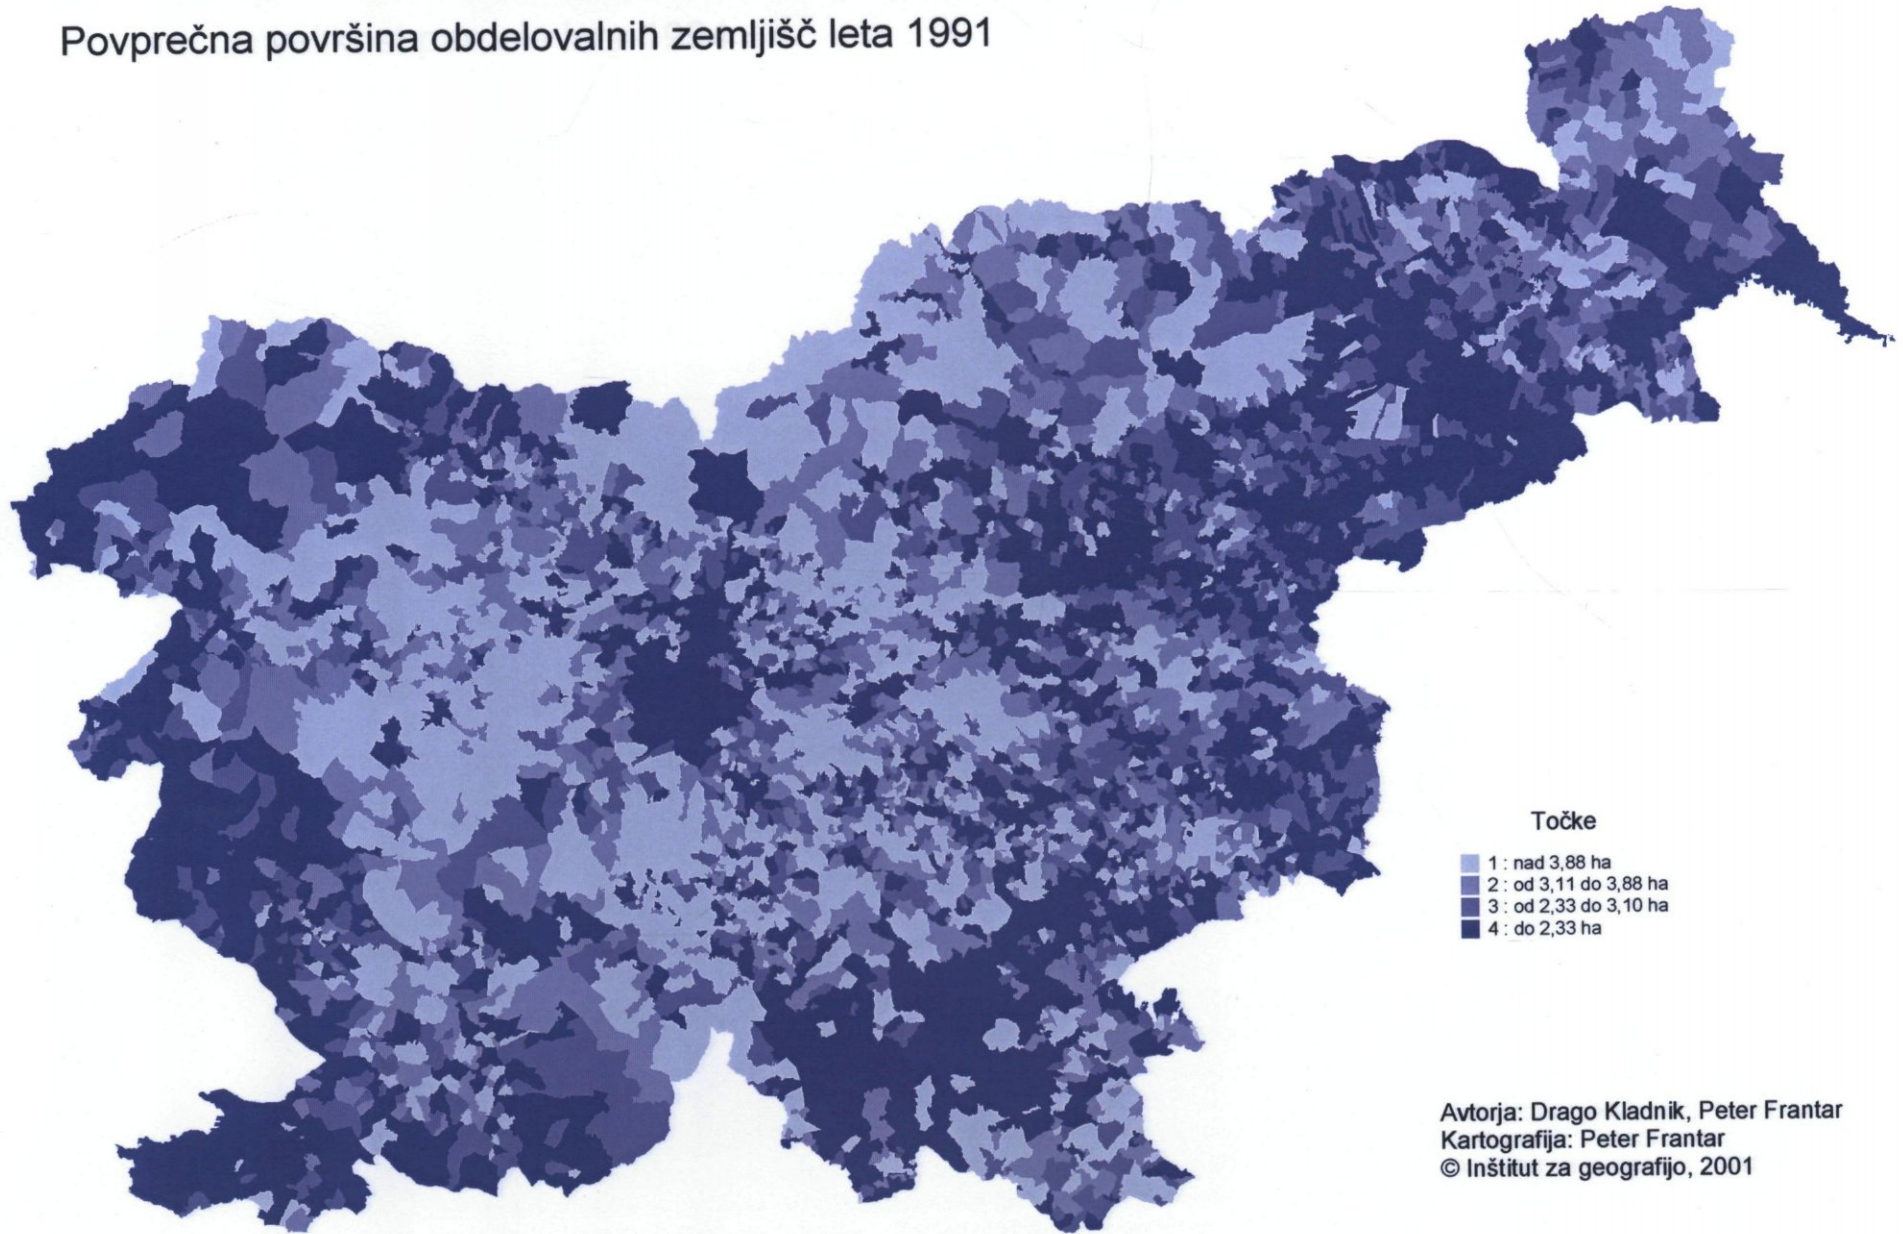 Povprečna površina obdelovalnih zemljišč leta 1991
Točke
1 : nad 3,88 ha
2 : od 3,11 do 3,88 ha
3 : od 2,33 do 3,10 ha
4 : do 2,33 ha
Avtorja: Drago Kladnik, Peter Frantar
Kartografija: Peter Frantar
© Inštitut za geografijo, 2001